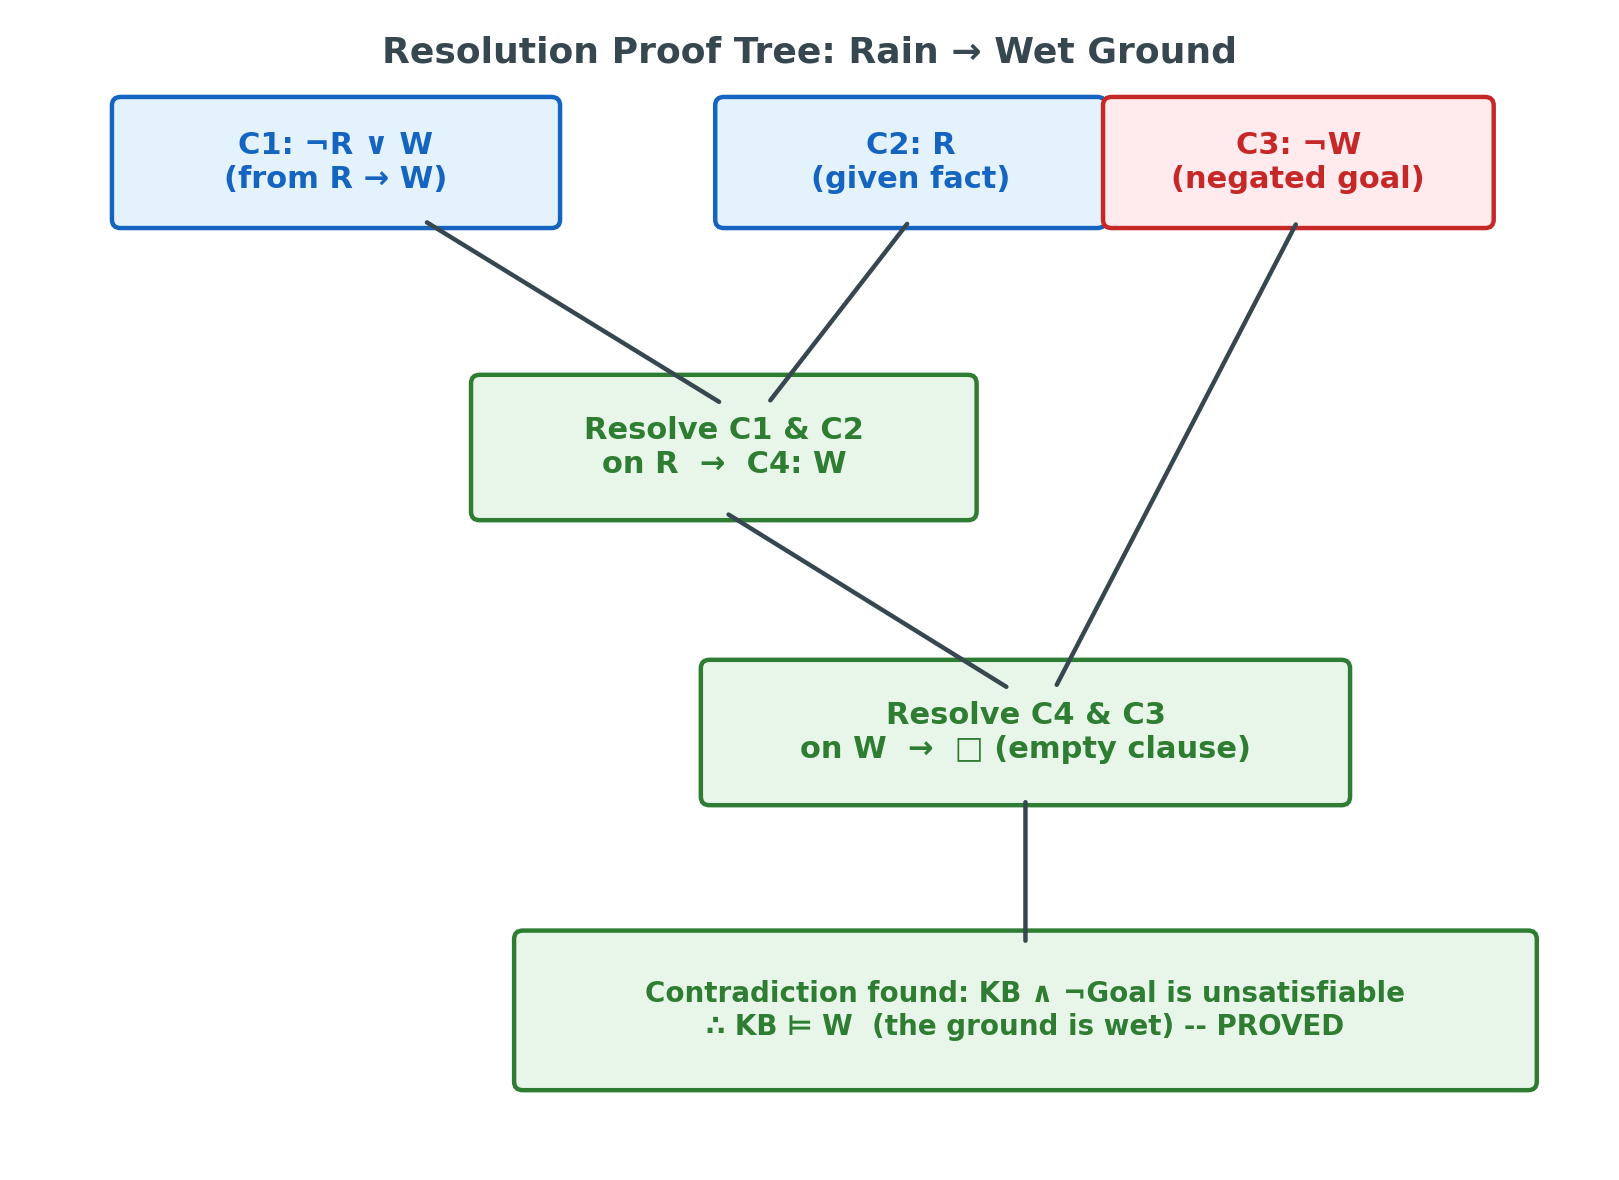 Resolution Proof Tree: Rain → Wet Ground
C1: ¬R ∨ W
(from R → W)
C2: R
(given fact)
C3: ¬W
(negated goal)
Resolve C1 & C2
on R → C4: W
Resolve C4 & C3
on W → □ (empty clause)
Contradiction found: KB ∧ ¬Goal is unsatisfiable
∴ KB ⊨ W (the ground is wet) -- PROVED